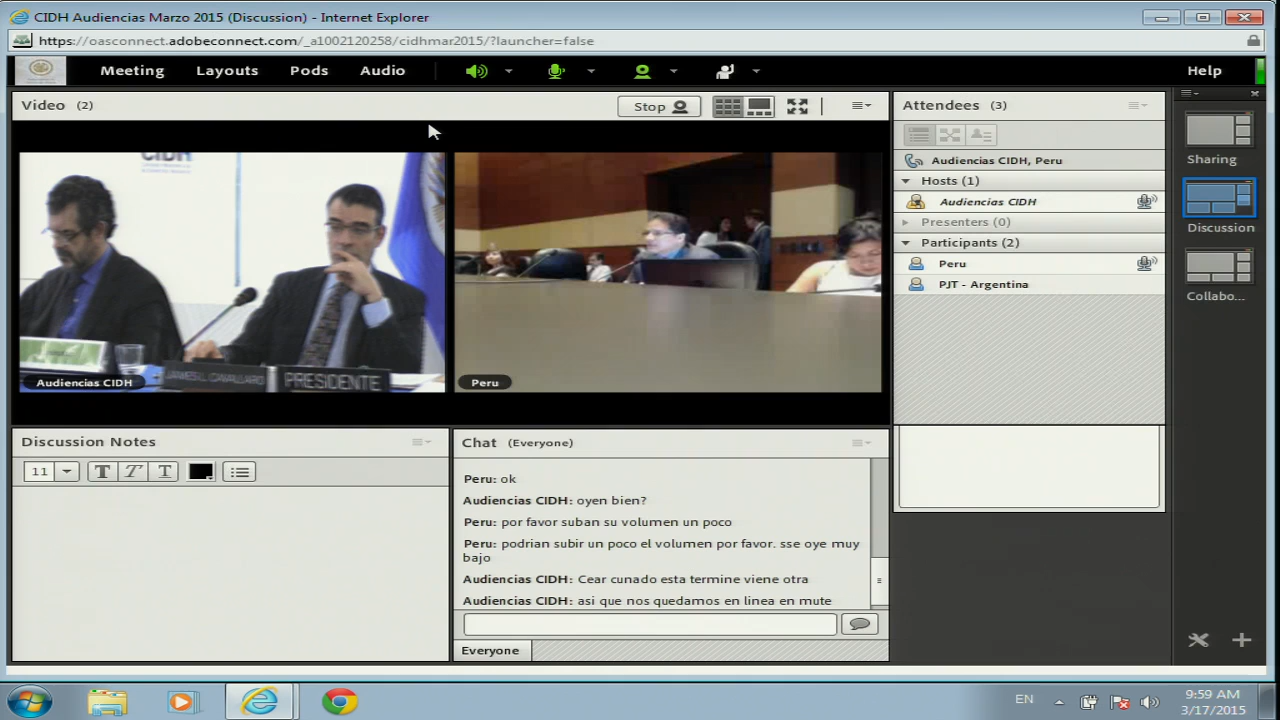 CIDH Audiencias Marzo 2015 (Discussion) - Internet Explorer
https://oasconnect.adobeconnect.com/_a1002120258/cidhmar2015/?launcher=false
Meeting Layouts Pods Audio Help
Video (2)
Stop
CIDH
Audiencias CIDH
JAMES L. CAVALLARO
PRESIDENTE
Peru
Attendees (3)
Audiencias CIDH, Peru
Hosts (1)
Audiencias CIDH
Presenters (0)
Participants (2)
Peru
PJT - Argentina
Sharing
Discussion
Collabo...
Discussion Notes
11 T T T
Chat (Everyone)
Peru: ok
Audiencias CIDH: oyen bien?
Peru: por favor suban su volumen un poco
Peru: podrian subir un poco el volumen por favor. sse oye muy
bajo
Audiencias CIDH: Cear cunado esta termine viene otra
Audiencias CIDH: asi que nos quedamos en linea en mute
Everyone
EN
9:59 AM
3/17/2015